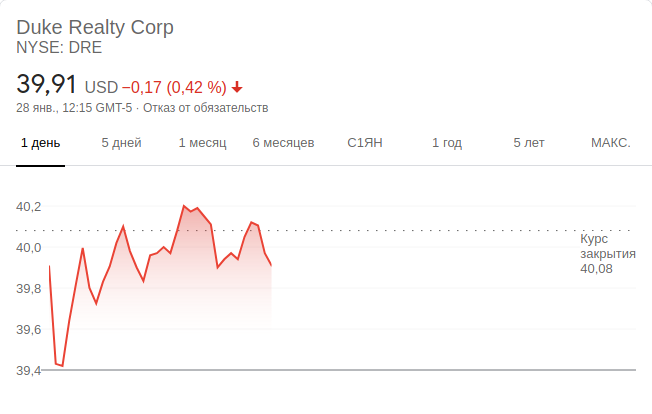 Duke Realty Corp
NYSE: DRE
39,91 USD −0,17 (0,42 %)
28 янв., 12:15 GMT-5 · Отказ от обязательств
1 день 5 дней 1 месяц 6 месяцев С1ЯН 1 год 5 лет МАКС.
40,2
40,0
39,8
39,6
39,4
Курс
закрытия
40,08